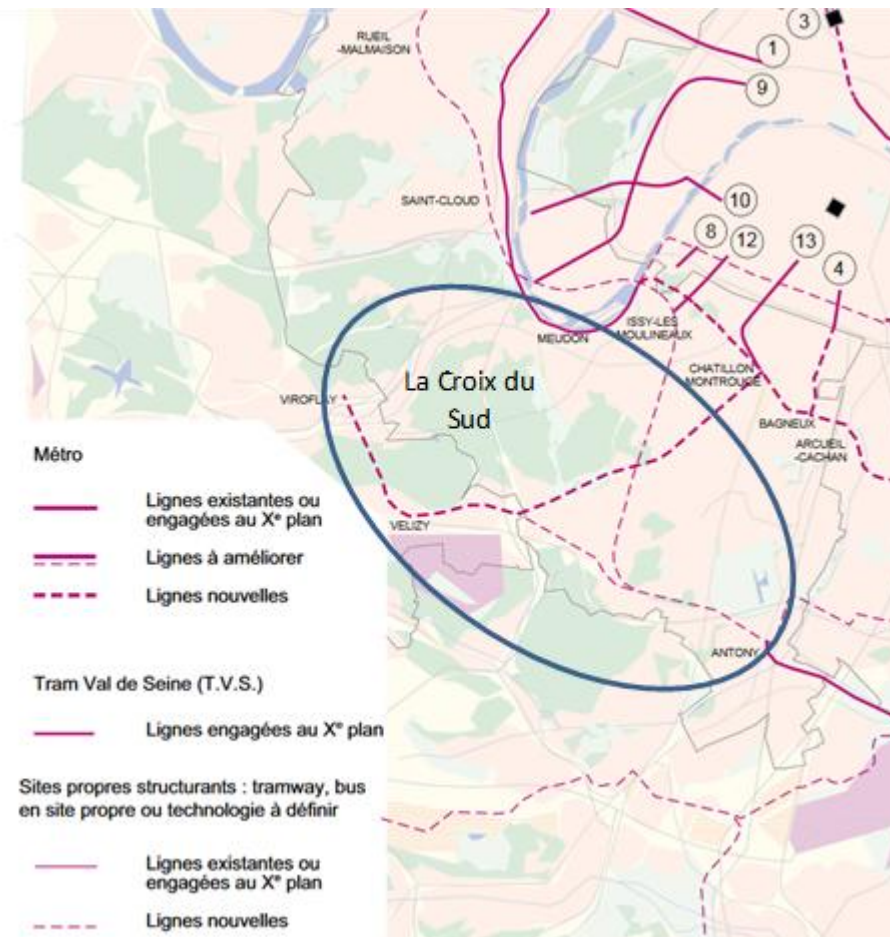 RUEIL
-MALMAISON
3
1
9
SAINT-CLOUD
10
8
12
13
4
MEUDON
ISSY-LES
MOULINEAUX
La Croix du
Sud
CHATILLON
MONTROUGE
VIROFLAY
BAGNEUX
ARCUEIL
-CACHAN
VELIZY
ANTONY
Métro
Lignes existantes ou
engagées au Xe plan
Lignes à améliorer
Lignes nouvelles
Tram Val de Seine (T.V.S.)
Lignes engagées au Xe plan
Sites propres structurants : tramway, bus
en site propre ou technologie à définir
Lignes existantes ou
engagées au Xe plan
Lignes nouvelles